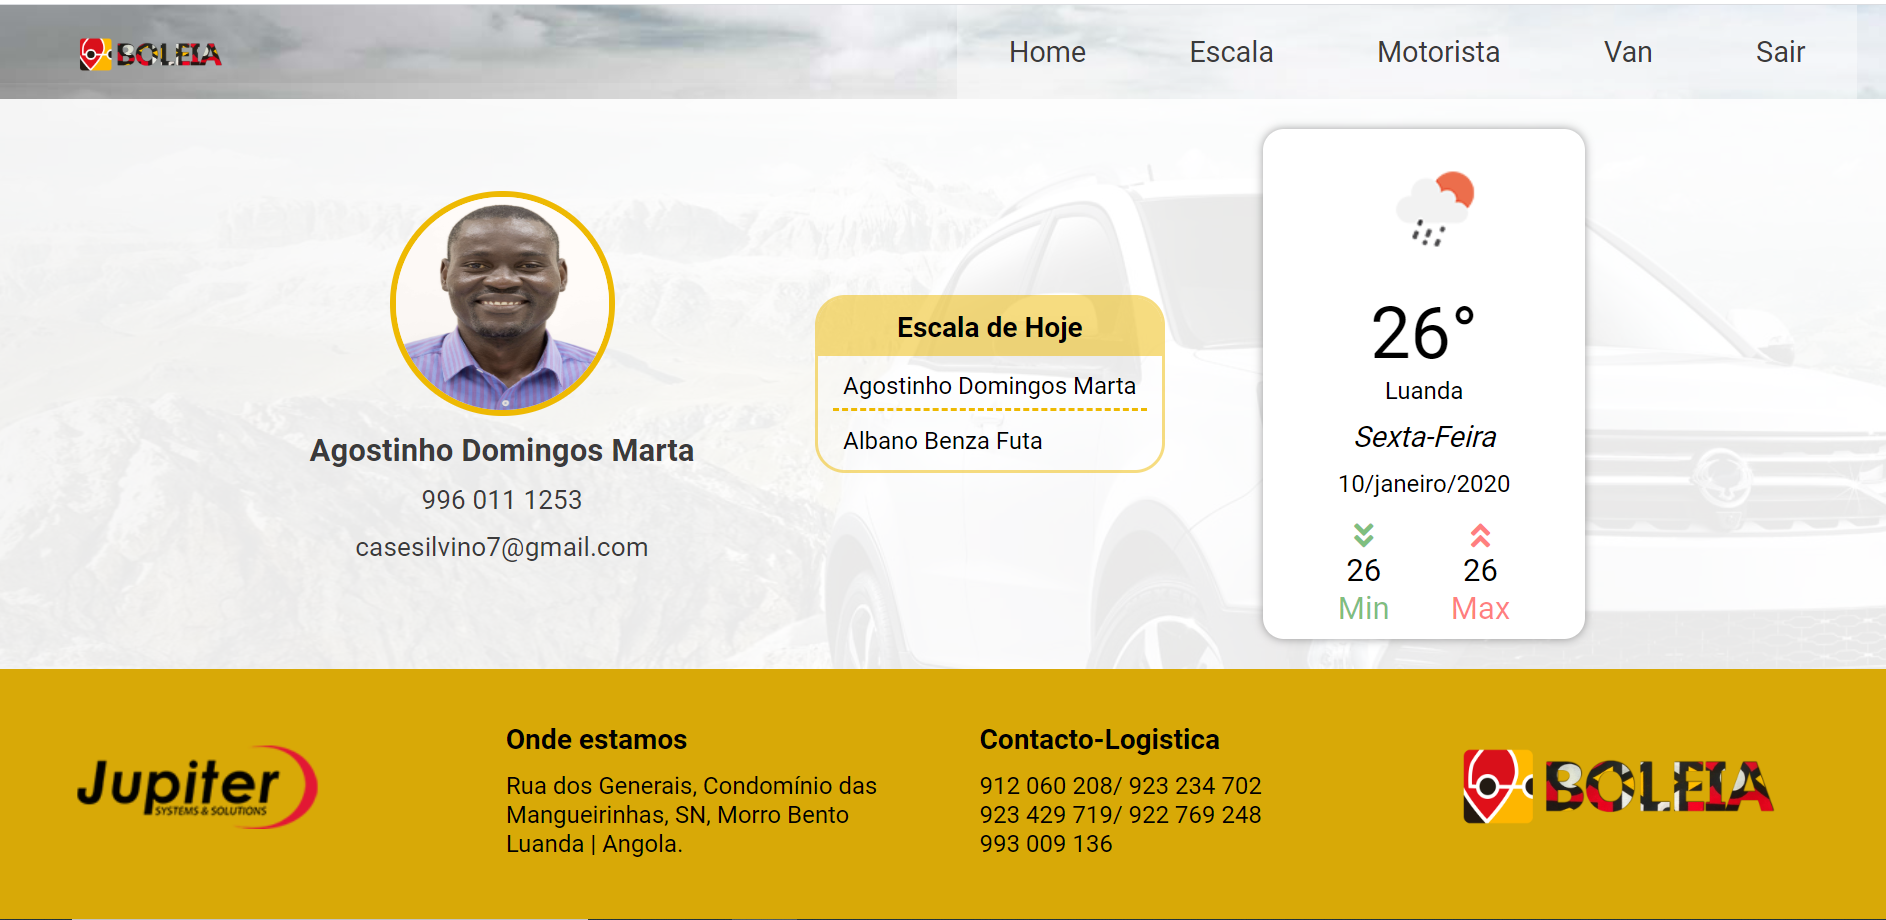 BOLEIA
Home
Escala
Motorista
Van
Sair
Agostinho Domingos Marta
996 011 1253
casesilvino7@gmail.com
Escala de Hoje
Agostinho Domingos Marta
Albano Benza Futa
26°
Luanda
Sexta-Feira
10/janeiro/2020
26
Min
26
Max
Jupiter
SYSTEMS & SOLUTIONS
Onde estamos
Rua dos Generais, Condomínio das
Mangueirinhas, SN, Morro Bento
Luanda | Angola.
Contacto-Logistica
912 060 208/ 923 234 702
923 429 719/ 922 769 248
993 009 136
BOLEIA